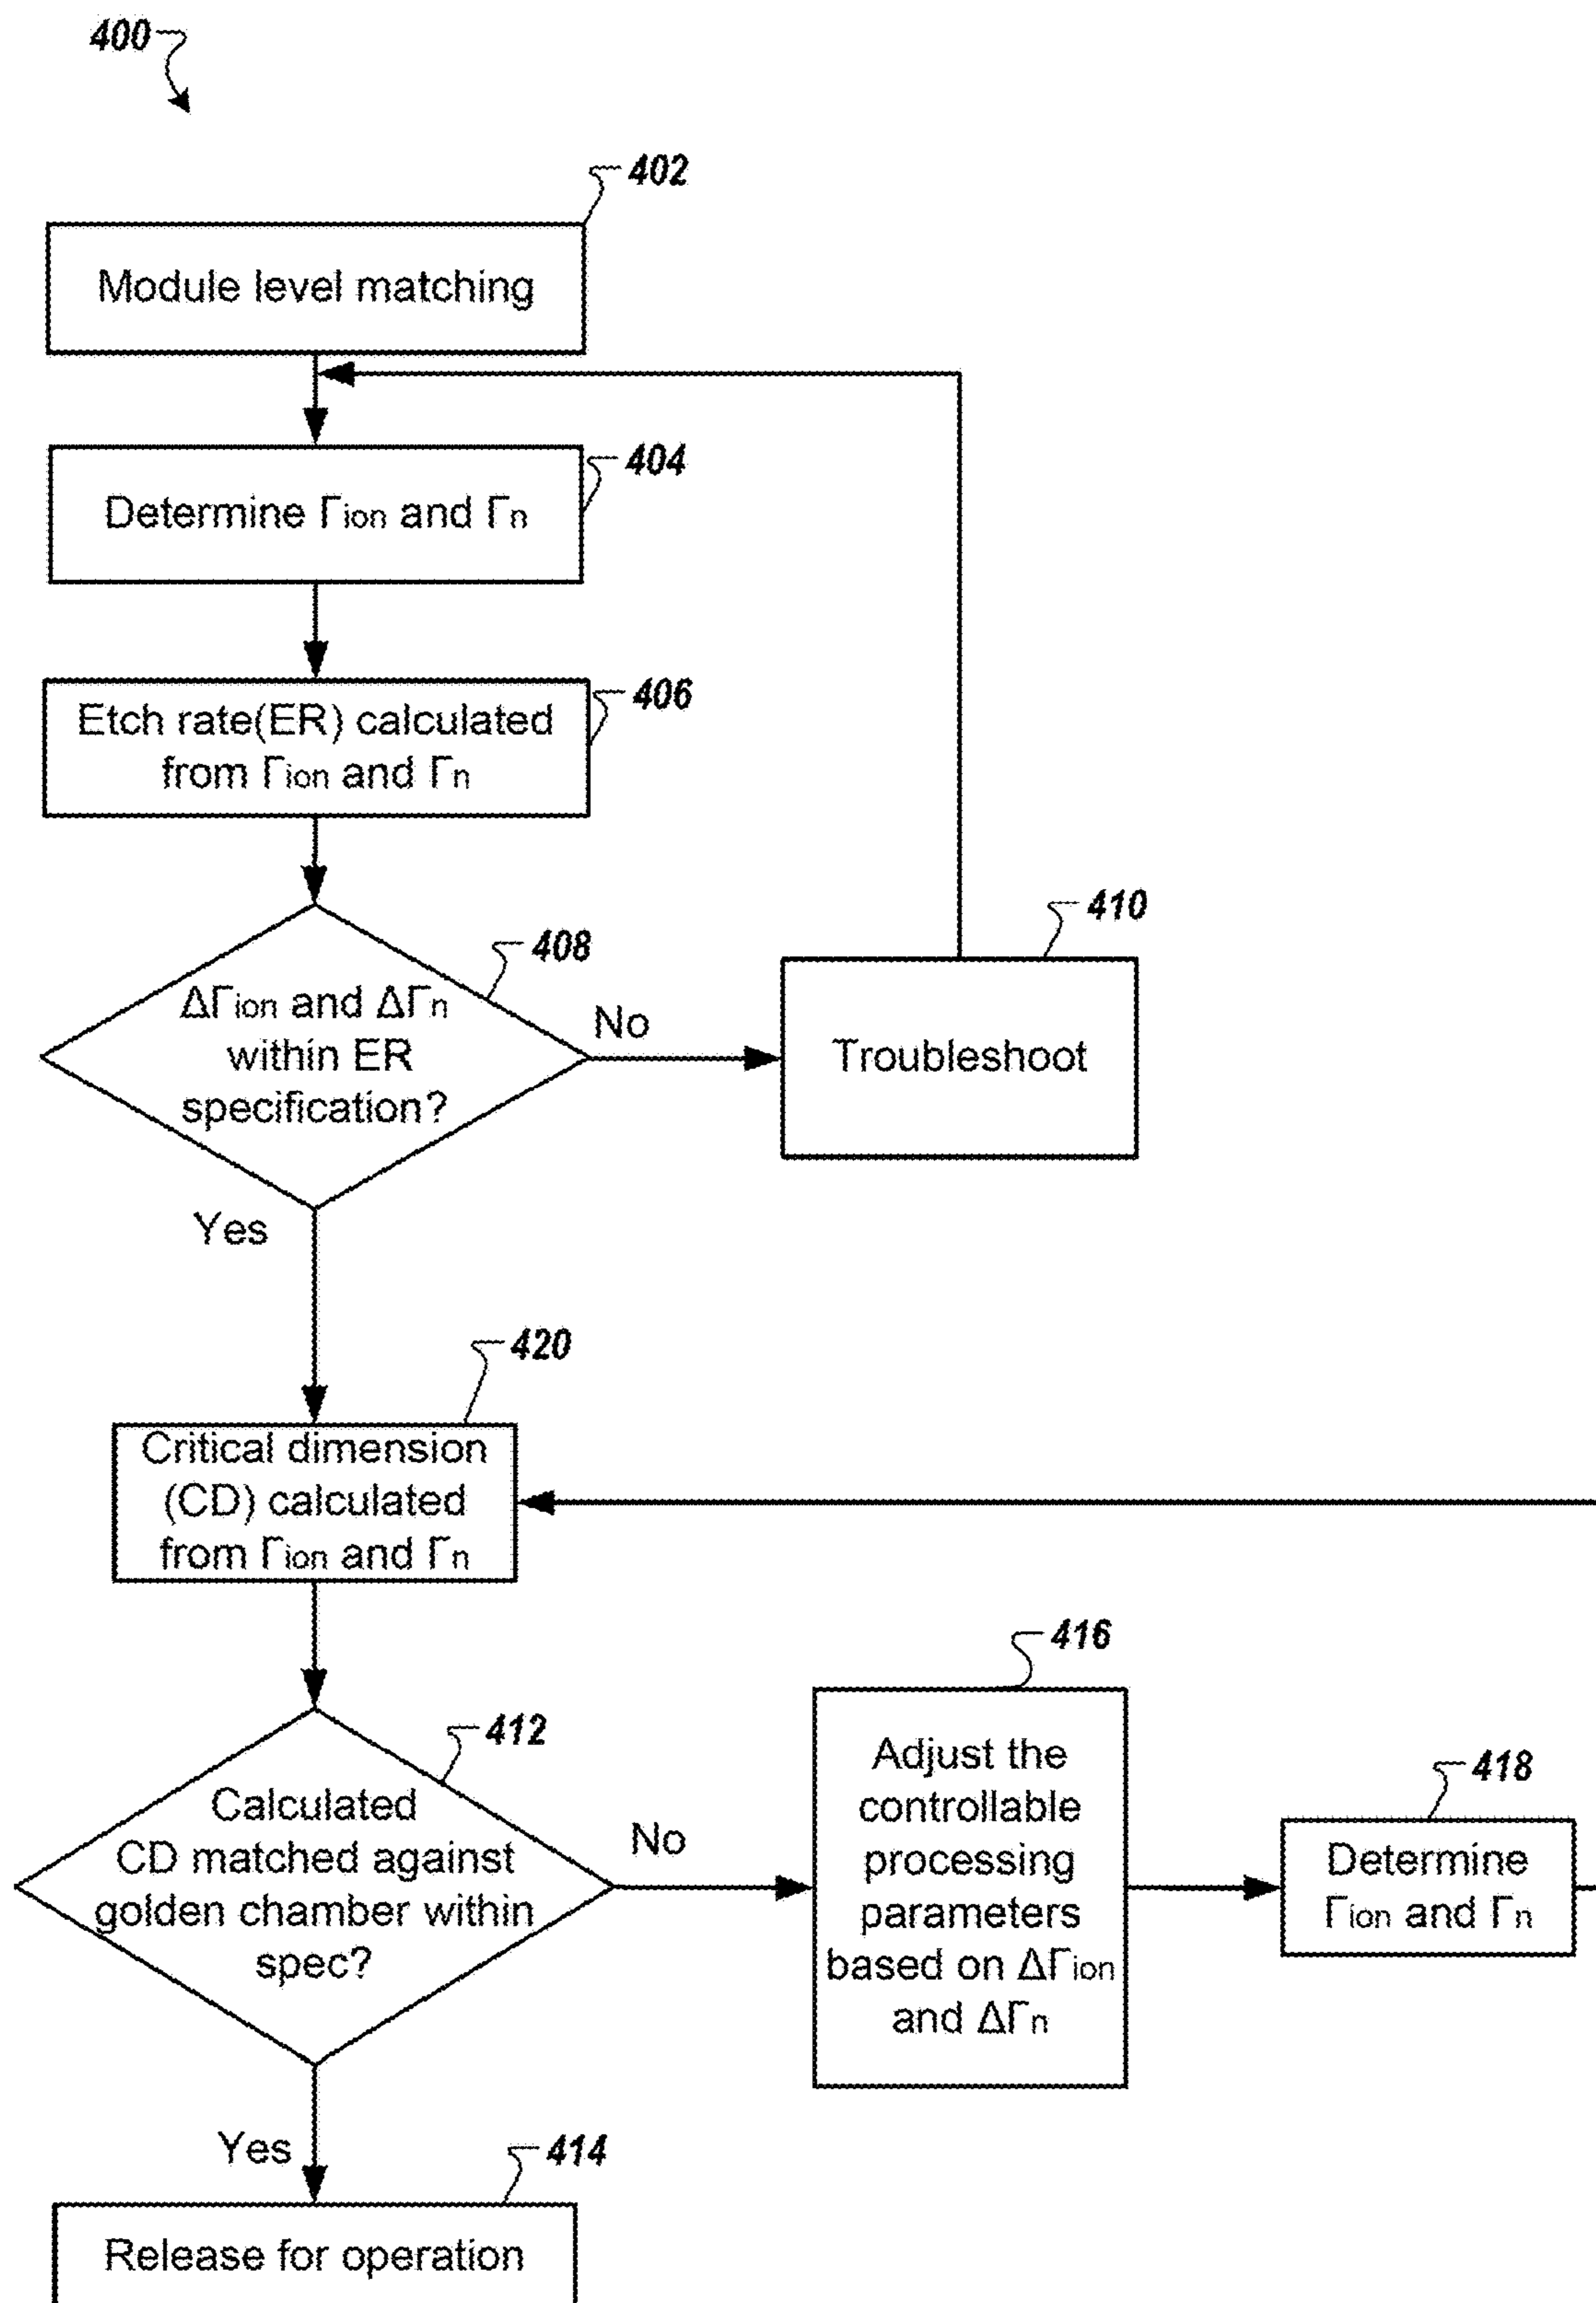 400
402
Module level matching
404
Determine Γion and Γn
406
Etch rate(ER) calculated
from Γion and Γn
408
410
ΔΓion and ΔΓn
within ER
specification?
No
Troubleshoot
Yes
420
Critical dimension
(CD) calculated
from Γion and Γn
416
412
418
Calculated
CD matched against
golden chamber within
spec?
No
Adjust the
controllable
processing
parameters
based on ΔΓion
and ΔΓn
Determine
Γion and Γn
Yes
414
Release for operation